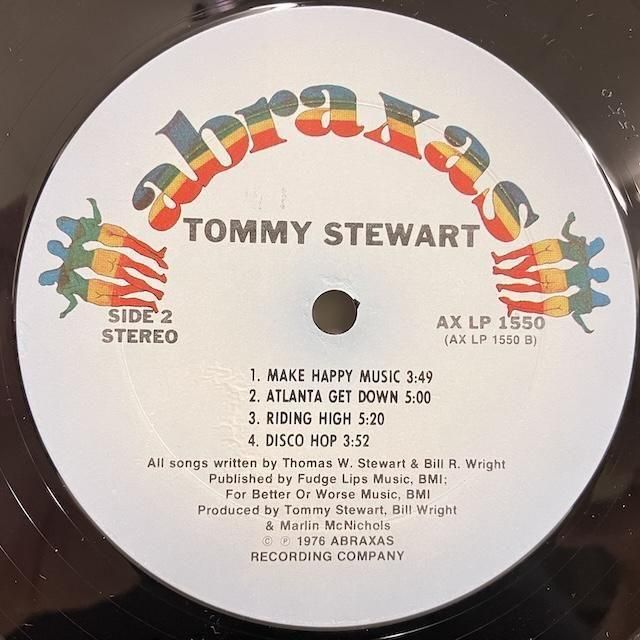 abraxas
TOMMY STEWART
SIDE 2
STEREO
AX LP 1550
(AX LP 1550 B)
1. MAKE HAPPY MUSIC 3:49
2. ATLANTA GET DOWN 5:00
3. RIDING HIGH 5:20
4. DISCO HOP 3:52
All songs written by Thomas W. Stewart & Bill R. Wright
Published by Fudge Lips Music, BMI;
For Better Or Worse Music, BMI
Produced by Tommy Stewart, Bill Wright
& Marlin McNichols
© ℗ 1976 ABRAXAS
RECORDING COMPANY